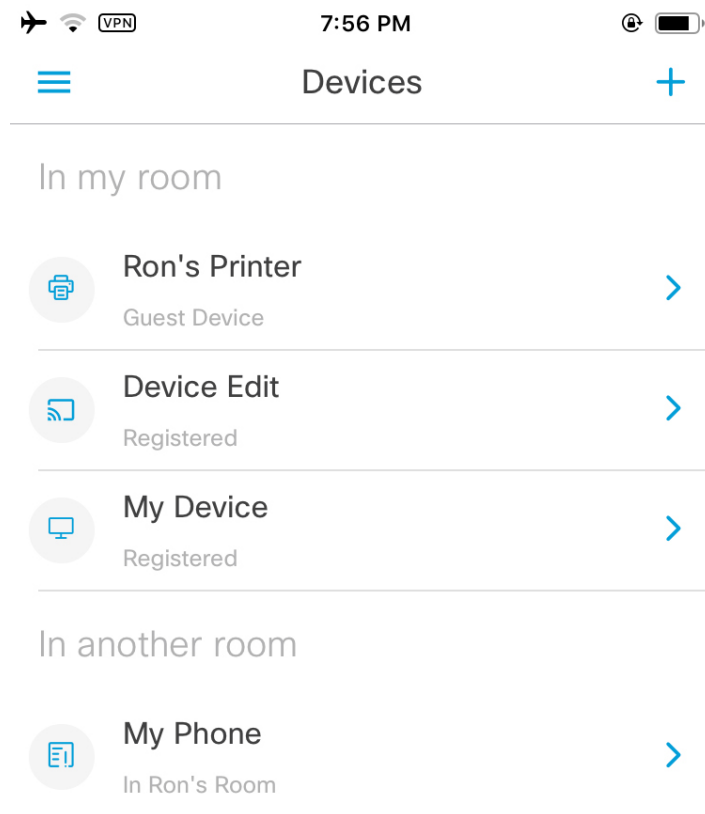 VPN
7:56 PM
Devices
In my room
Ron's Printer
Guest Device
Device Edit
Registered
My Device
Registered
In another room
My Phone
In Ron's Room